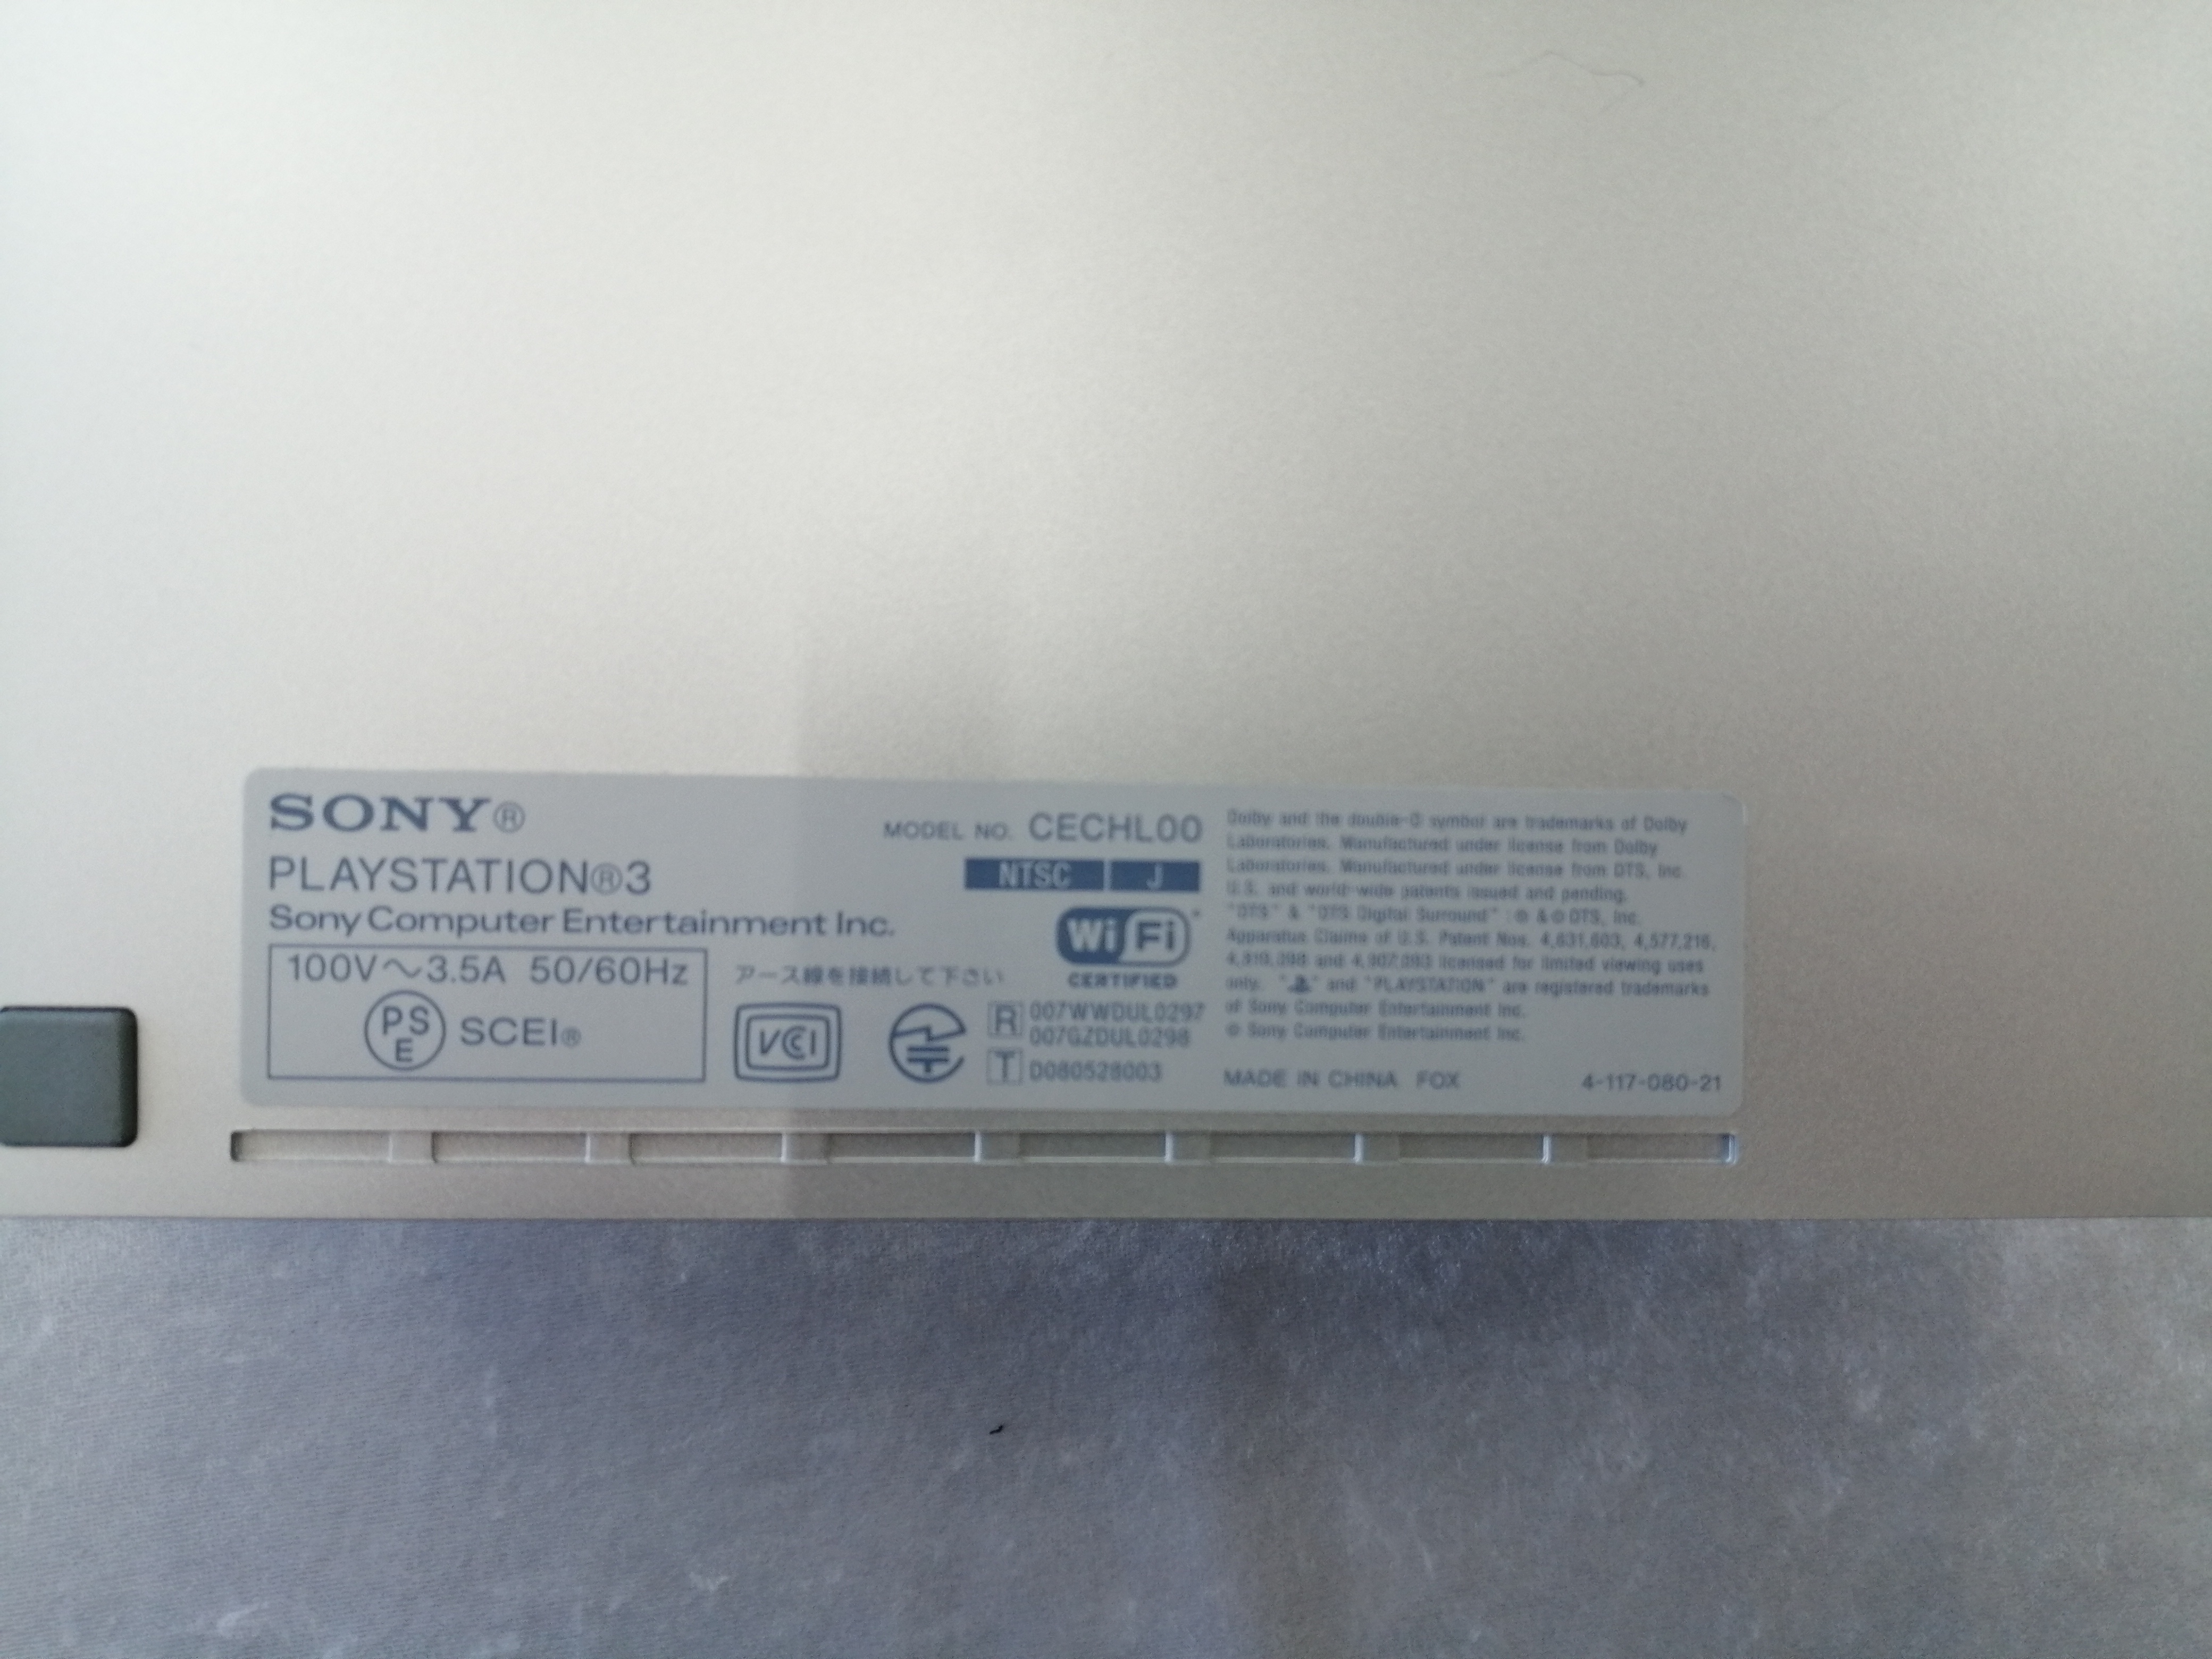 SONY®
PLAYSTATION®3
Sony Computer Entertainment Inc.
100V～3.5A 50/60Hz
PS
E
SCEI®
アース線を接続して下さい
VCI
MODEL NO. CECHL00
NTSC J
Wi Fi
CERTIFIED
R 007WWDUL0297
007GZDUL0298
T D080528003
Dolby and the double-D symbol are trademarks of Dolby
Laboratories. Manufactured under license from Dolby
Laboratories. Manufactured under license from DTS, Inc.
U.S. and world-wide patents issued and pending.
"DTS" & "DTS Digital Surround" : ® & © DTS, Inc.
Apparatus Claims of U.S. Patent Nos. 4,631,603, 4,577,216,
4,819,098 and 4,907,093 licensed for limited viewing uses
only. " " and "PLAYSTATION" are registered trademarks
of Sony Computer Entertainment Inc.
© Sony Computer Entertainment Inc.
MADE IN CHINA FOX 4-117-080-21